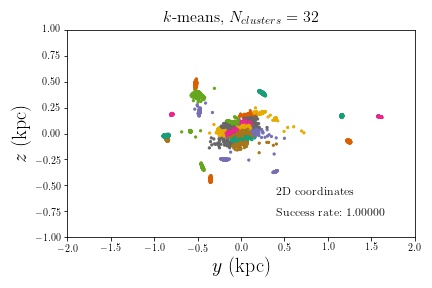 k-means, N_clusters = 32
1.00
0.75
0.50
0.25
0.00
−0.25
−0.50
−0.75
−1.00
z (kpc)
2D coordinates
Success rate: 1.00000
−2.0 −1.5 −1.0 −0.5 0.0 0.5 1.0 1.5 2.0
y (kpc)